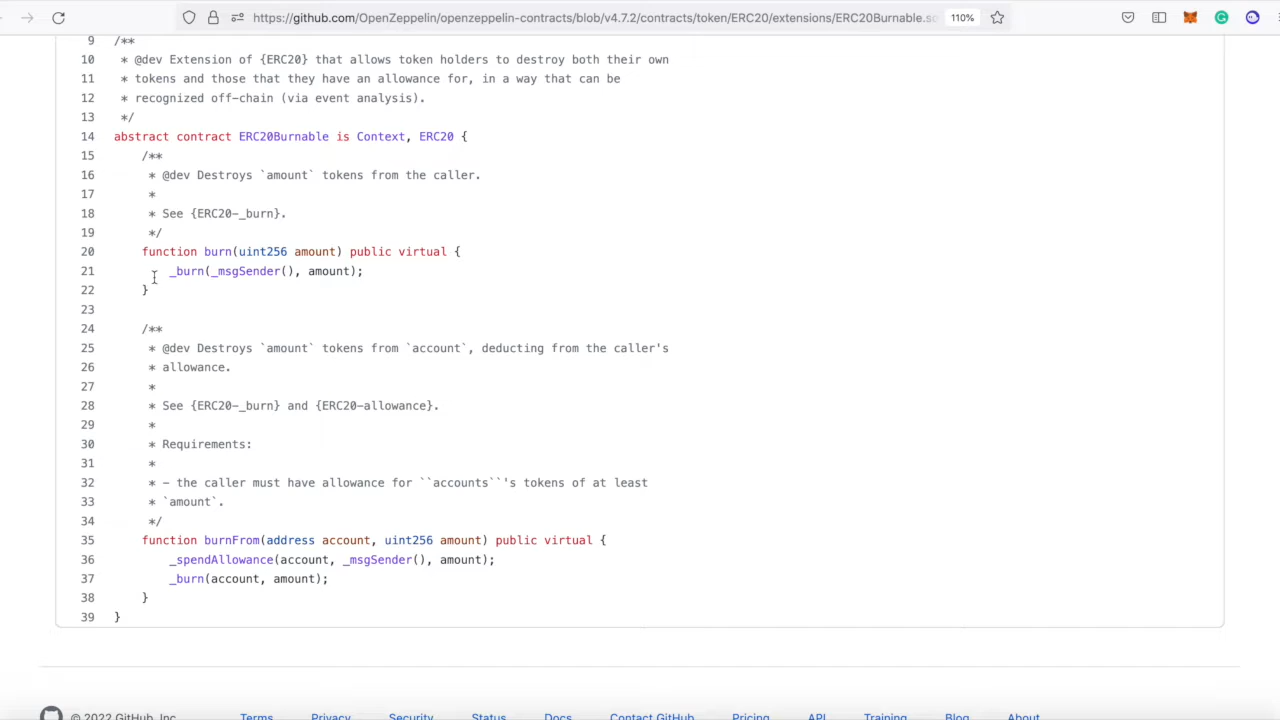 https://github.com/OpenZeppelin/openzeppelin-contracts/blob/v4.7.2/contracts/token/ERC20/extensions/ERC20Burnable.so
110%
9 /**
10 * @dev Extension of {ERC20} that allows token holders to destroy both their own
11 * tokens and those that they have an allowance for, in a way that can be
12 * recognized off-chain (via event analysis).
13 */
14 abstract contract ERC20Burnable is Context, ERC20 {
15 /**
16 * @dev Destroys `amount` tokens from the caller.
17 *
18 * See {ERC20-_burn}.
19 */
20 function burn(uint256 amount) public virtual {
21 _burn(_msgSender(), amount);
22 }
23
24 /**
25 * @dev Destroys `amount` tokens from `account`, deducting from the caller's
26 * allowance.
27 *
28 * See {ERC20-_burn} and {ERC20-allowance}.
29 *
30 * Requirements:
31 *
32 * - the caller must have allowance for ``accounts``'s tokens of at least
33 * `amount`.
34 */
35 function burnFrom(address account, uint256 amount) public virtual {
36 _spendAllowance(account, _msgSender(), amount);
37 _burn(account, amount);
38 }
39 }
© 2022 GitHub, Inc. Terms Privacy Security Status Docs Contact GitHub Pricing API Training Blog About